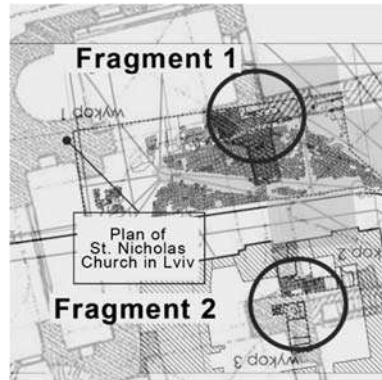 Fragment 1
wykop 1
Plan of
St. Nicholas
Church in Lviv
wykop 2
Fragment 2
wykop 3